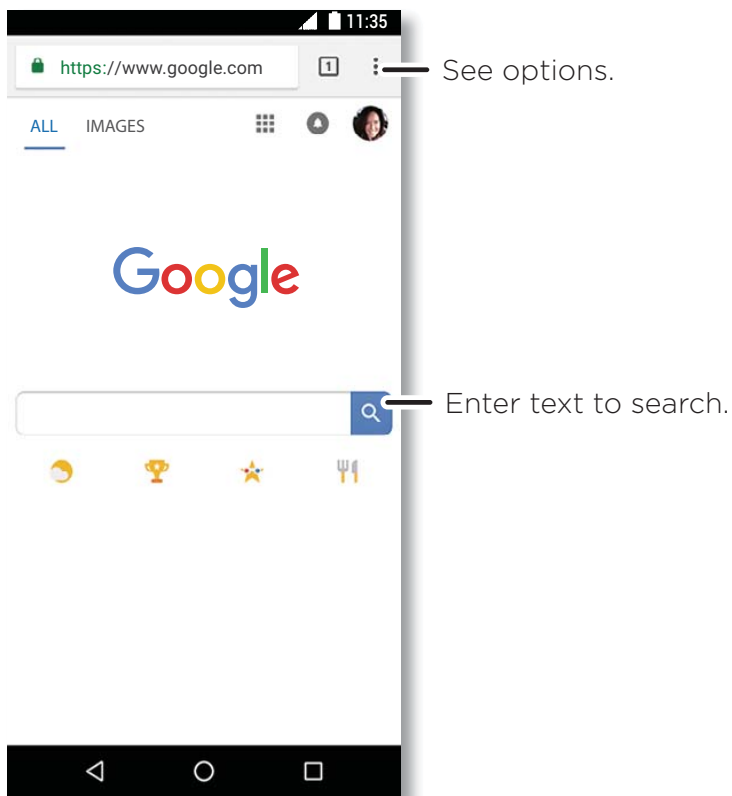 11:35
https://www.google.com
1
See options.
ALL IMAGES
Google
Enter text to search.